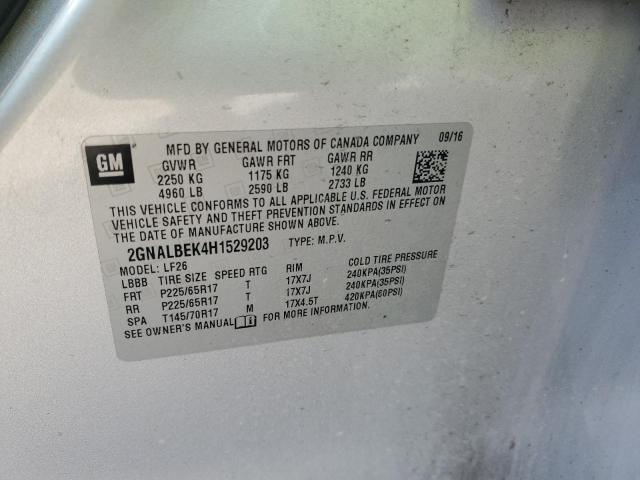 GM
MFD BY GENERAL MOTORS OF CANADA COMPANY 09/16
GVWR GAWR FRT GAWR RR
2250 KG 1175 KG 1240 KG
4960 LB 2590 LB 2733 LB
THIS VEHICLE CONFORMS TO ALL APPLICABLE U.S. FEDERAL MOTOR
VEHICLE SAFETY AND THEFT PREVENTION STANDARDS IN EFFECT ON
THE DATE OF MANUFACTURE SHOWN ABOVE.
2GNALBEK4H1529203 TYPE: M.P.V.
MODEL: LF26
LBBB TIRE SIZE SPEED RTG RIM COLD TIRE PRESSURE
FRT P225/65R17 T 17X7J 240KPA(35PSI)
RR P225/65R17 T 17X7J 240KPA(35PSI)
SPA T145/70R17 M 17X4.5T 420KPA(60PSI)
SEE OWNER'S MANUAL FOR MORE INFORMATION.